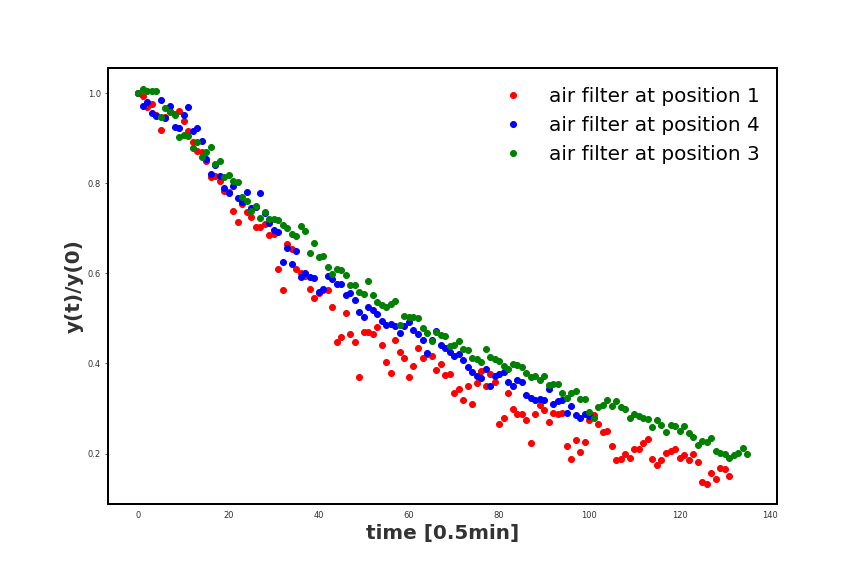 air filter at position 1
air filter at position 4
air filter at position 3
1.0
0.8
0.6
0.4
0.2
y(t)/y(0)
0 20 40 60 80 100 120 140
time [0.5min]